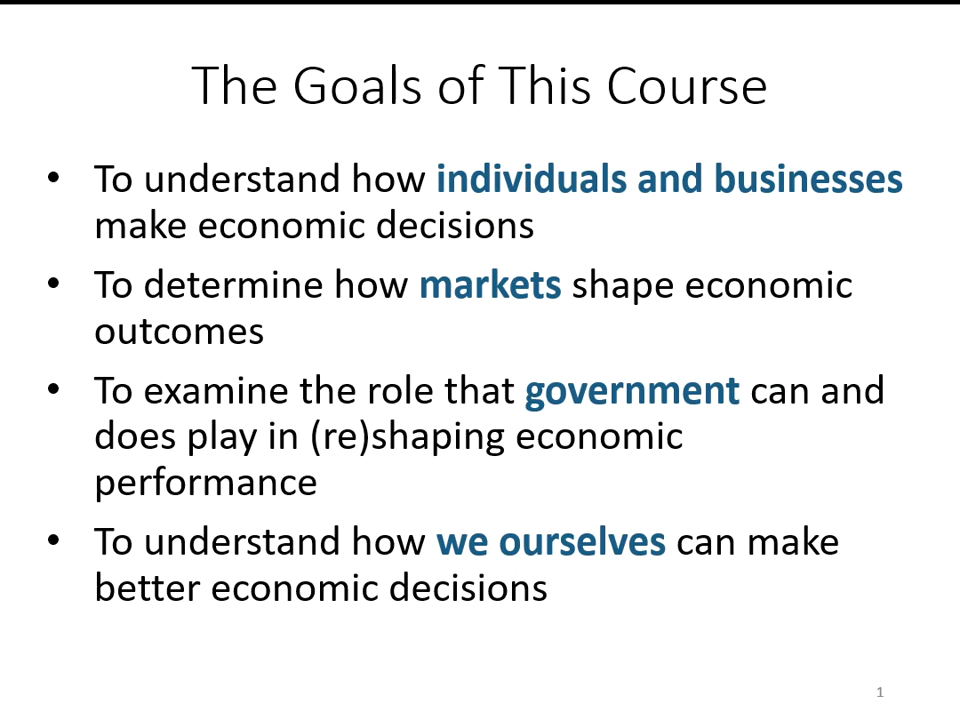 The Goals of This Course
• To understand how individuals and businesses
make economic decisions
• To determine how markets shape economic
outcomes
• To examine the role that government can and
does play in (re)shaping economic
performance
• To understand how we ourselves can make
better economic decisions
1